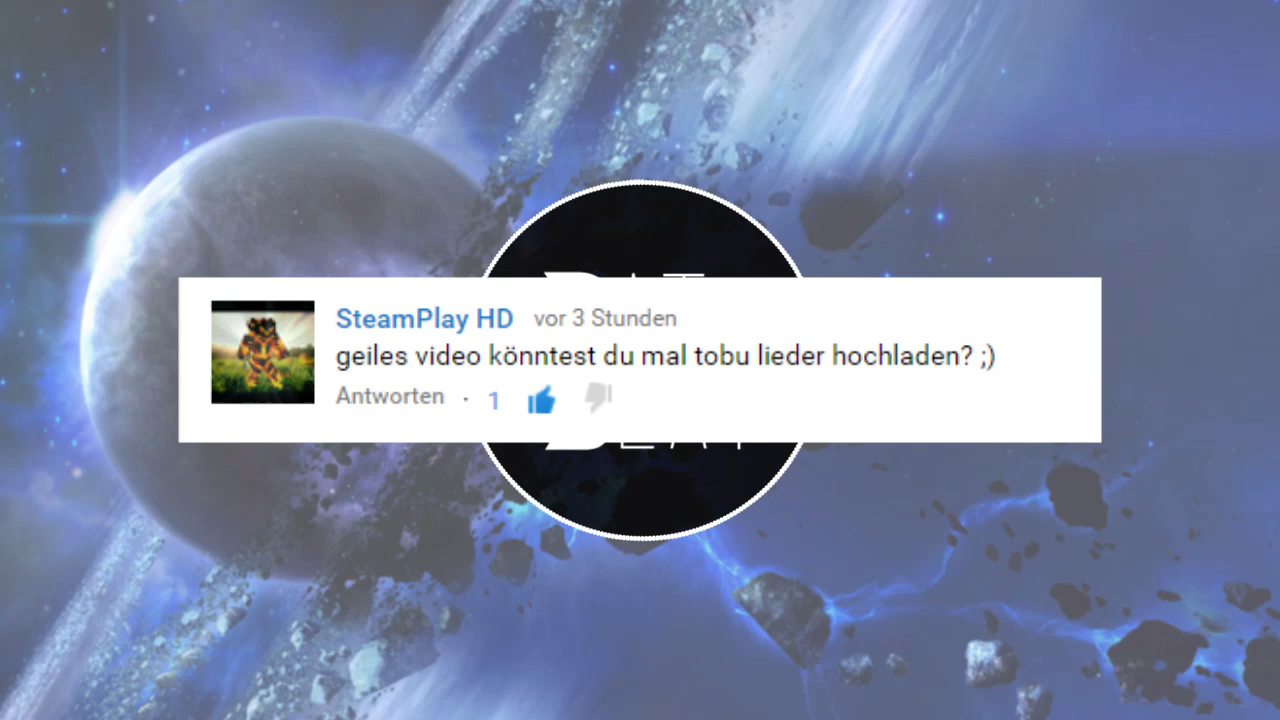 SteamPlay HD vor 3 Stunden
geiles video könntest du mal tobu lieder hochladen? ;)
Antworten · 1